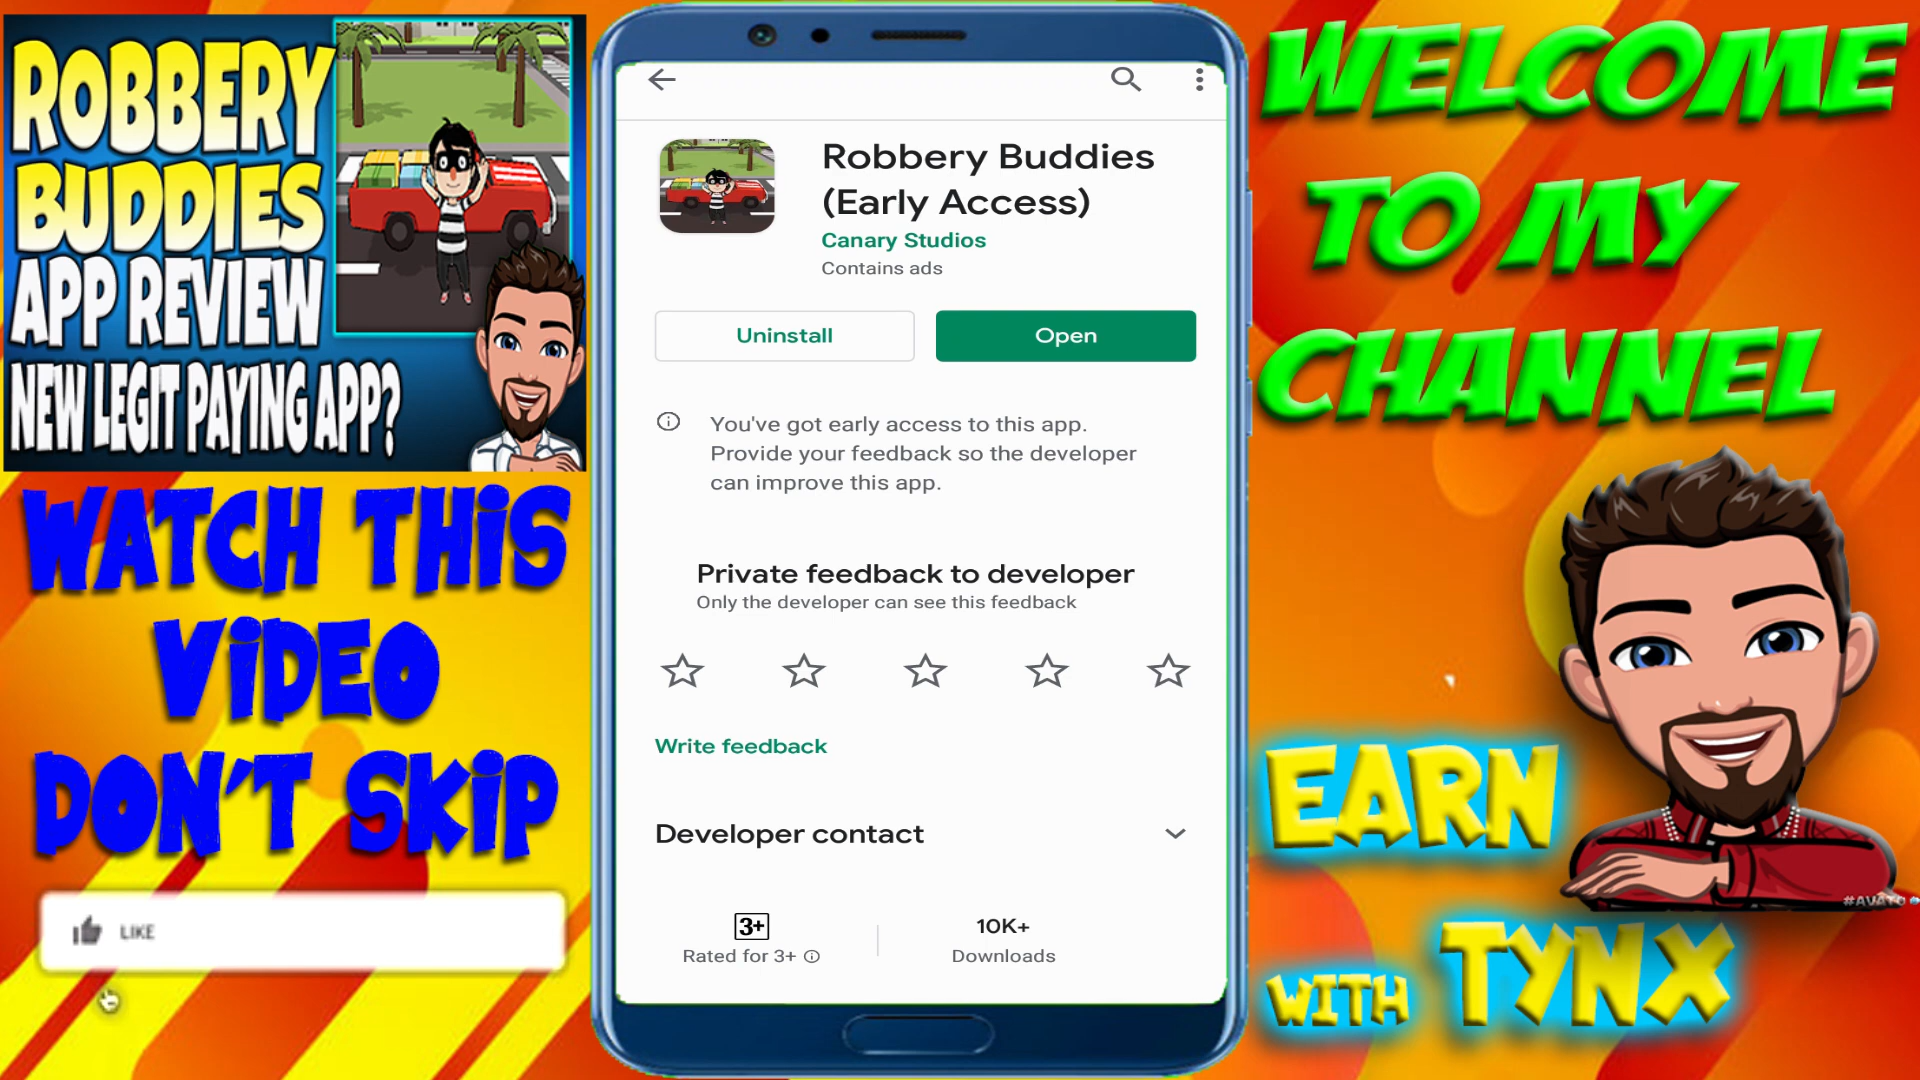 ROBBERY
BUDDIES
APP REVIEW
NEW LEGIT PAYING APP?
WATCH THiS
ViDEO
DON'T SKiP
LIKE
Robbery Buddies
(Early Access)
Canary Studios
Contains ads
Uninstall
Open
You've got early access to this app.
Provide your feedback so the developer
can improve this app.
Private feedback to developer
Only the developer can see this feedback
Write feedback
Developer contact
3+
Rated for 3+
10K+
Downloads
WELCOME
TO MY
CHANNEL
EARN
WITH TYNX